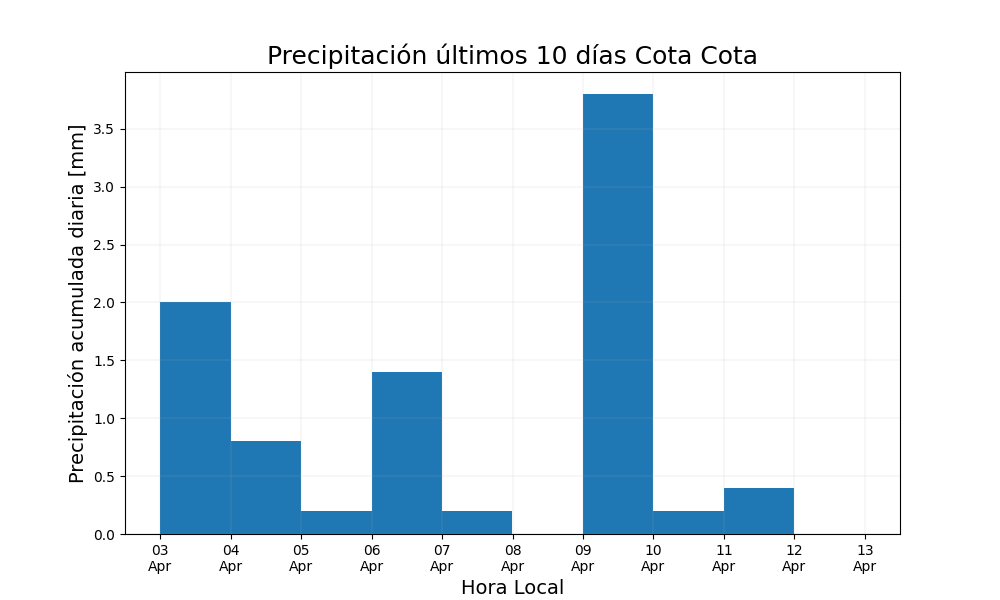 Precipitación últimos 10 días Cota Cota
Precipitación acumulada diaria [mm]
3.5
3.0
2.5
2.0
1.5
1.0
0.5
0.0
03 04 05 06 07 08 09 10 11 12 13
Apr Apr Apr Apr Apr Apr Apr Apr Apr Apr Apr
Hora Local